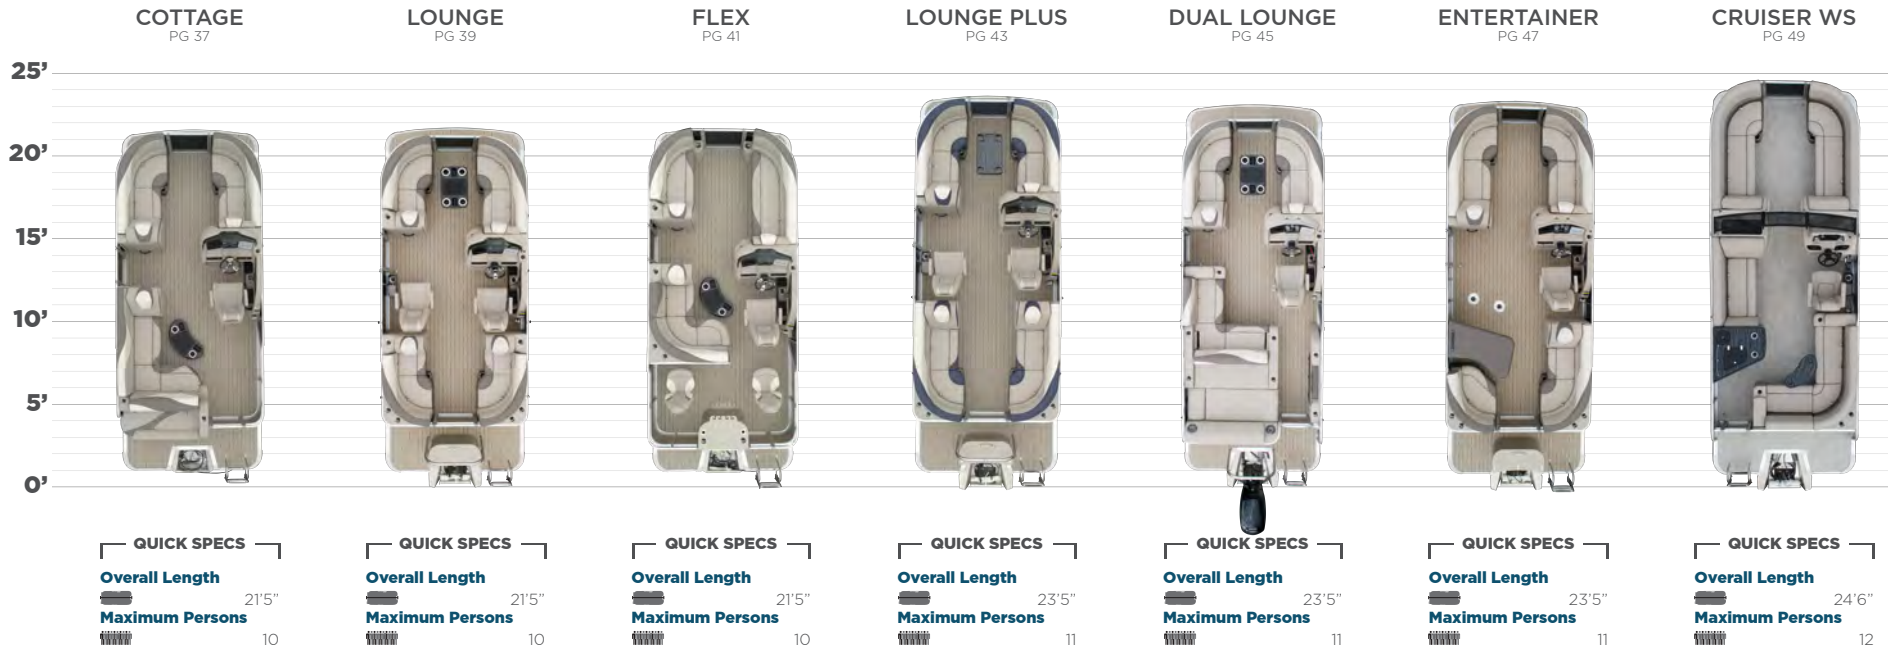 COTTAGE LOUNGE FLEX LOUNGE PLUS DUAL LOUNGE ENTERTAINER CRUISER WS
PG 37 PG 39 PG 41 PG 43 PG 45 PG 47 PG 49
25’
20’
15’
10’
5’
0’
QUICK SPECS QUICK SPECS QUICK SPECS QUICK SPECS QUICK SPECS QUICK SPECS QUICK SPECS
Overall Length Overall Length Overall Length Overall Length Overall Length Overall Length Overall Length
21’5” 21’5” 21’5” 23’5” 23’5” 23’5” 24’6”
Maximum Persons Maximum Persons Maximum Persons Maximum Persons Maximum Persons Maximum Persons Maximum Persons
10 10 10 11 11 11 12